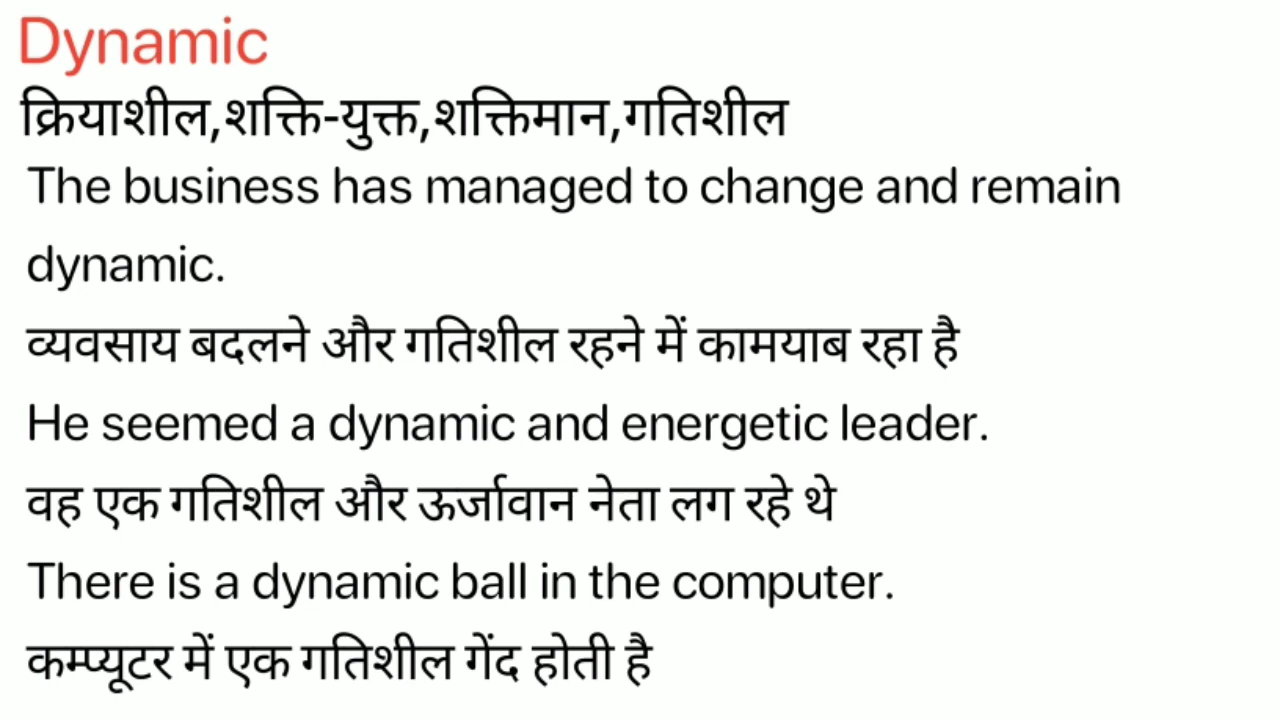 Dynamic
क्रियाशील,शक्ति-युक्त,शक्तिमान,गतिशील
The business has managed to change and remain
dynamic.
व्यवसाय बदलने और गतिशील रहने में कामयाब रहा है
He seemed a dynamic and energetic leader.
वह एक गतिशील और ऊर्जावान नेता लग रहे थे
There is a dynamic ball in the computer.
कम्प्यूटर में एक गतिशील गेंद होती है